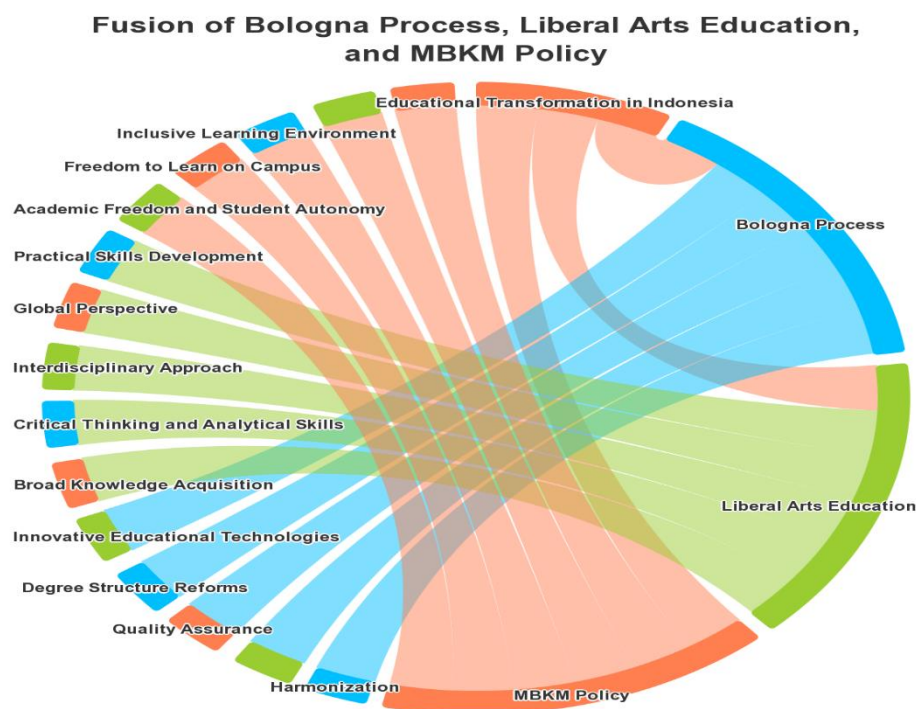 Fusion of Bologna Process, Liberal Arts Education,
and MBKM Policy
Educational Transformation in Indonesia
Inclusive Learning Environment
Freedom to Learn on Campus
Academic Freedom and Student Autonomy
Bologna Process
Practical Skills Development
Global Perspective
Interdisciplinary Approach
Critical Thinking and Analytical Skills
Broad Knowledge Acquisition
Liberal Arts Education
Innovative Educational Technologies
Degree Structure Reforms
Quality Assurance
Harmonization
MBKM Policy